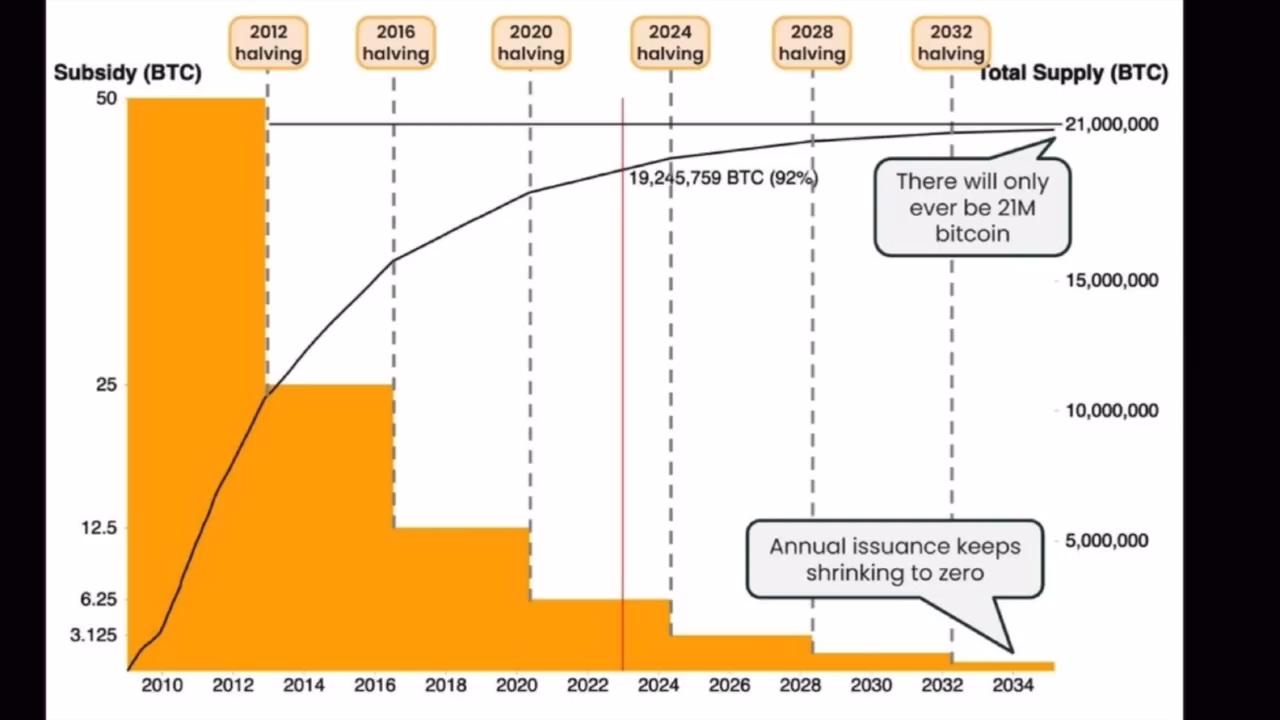 2012
halving
2016
halving
2020
halving
2024
halving
2028
halving
2032
halving
Subsidy (BTC)
Total Supply (BTC)
50
21,000,000
19,245,759 BTC (92%)
There will only
ever be 21M
bitcoin
15,000,000
25
10,000,000
12.5
5,000,000
Annual issuance keeps
shrinking to zero
6.25
3.125
2010 2012 2014 2016 2018 2020 2022 2024 2026 2028 2030 2032 2034